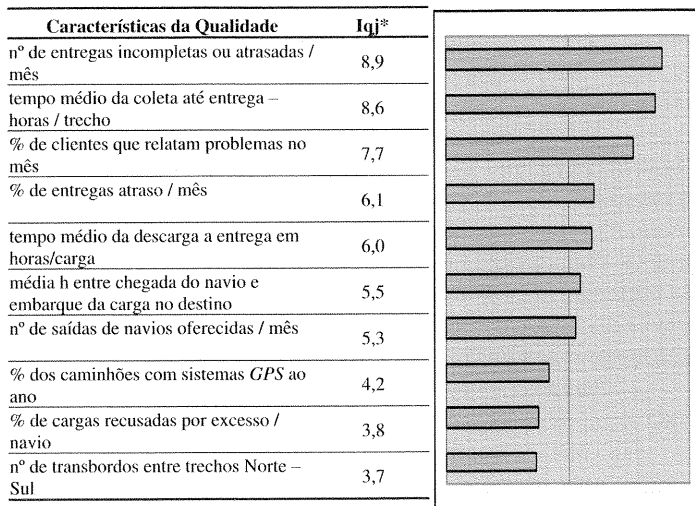 Características da Qualidade Iqj*
nº de entregas incompletas ou atrasadas /
mês 8,9
tempo médio da coleta até entrega –
horas / trecho 8,6
% de clientes que relatam problemas no
mês 7,7
% de entregas atraso / mês 6,1
tempo médio da descarga a entrega em
horas/carga 6,0
média h entre chegada do navio e
embarque da carga no destino 5,5
nº de saídas de navios oferecidas / mês 5,3
% dos caminhões com sistemas GPS ao
ano 4,2
% de cargas recusadas por excesso /
navio 3,8
nº de transbordos entre trechos Norte –
Sul 3,7